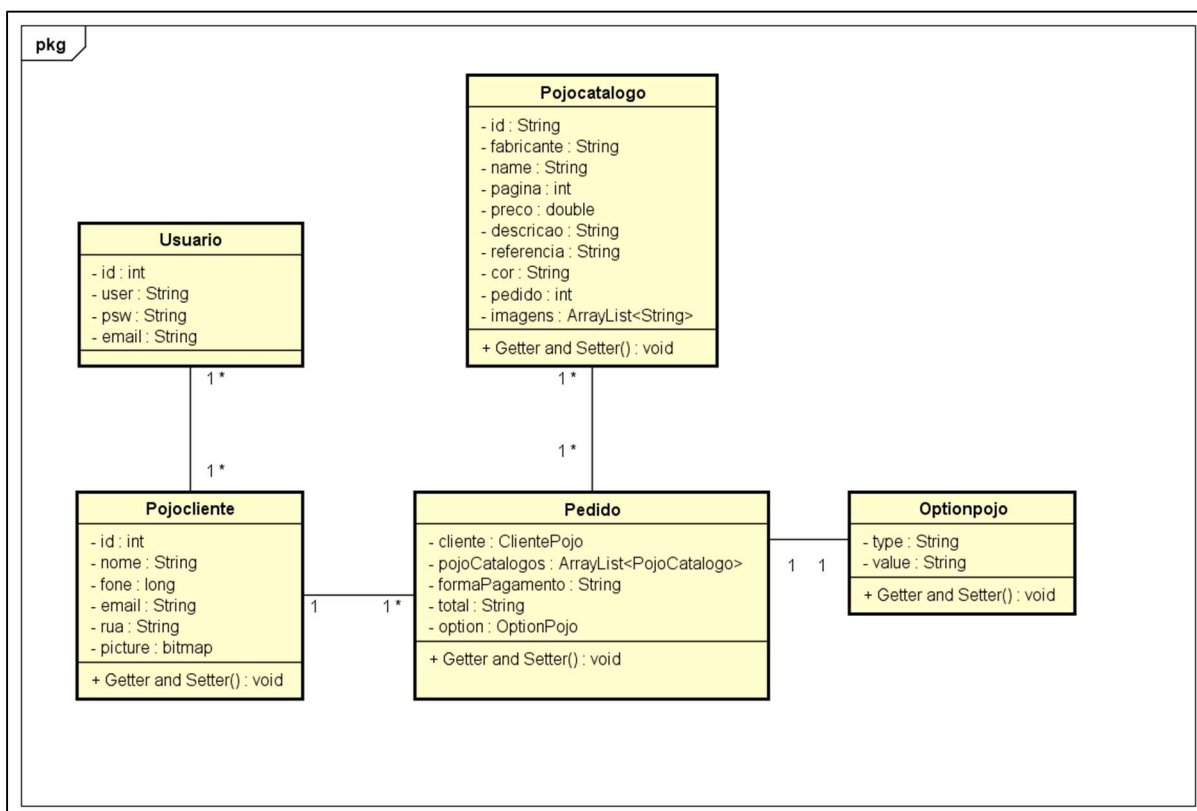 pkg
Pojocatalogo
- id : String
- fabricante : String
- name : String
- pagina : int
- preco : double
- descricao : String
- referencia : String
- cor : String
- pedido : int
- imagens : ArrayList<String>
+ Getter and Setter() : void
Usuario
- id : int
- user : String
- psw : String
- email : String
1 *
1 *
1 *
1 *
Pojocliente
- id : int
- nome : String
- fone : long
- email : String
- rua : String
- picture : bitmap
+ Getter and Setter() : void
1
1 *
Pedido
- cliente : ClientePojo
- pojoCatalogos : ArrayList<PojoCatalogo>
- formaPagamento : String
- total : String
- option : OptionPojo
+ Getter and Setter() : void
1
1
Optionpojo
- type : String
- value : String
+ Getter and Setter() : void